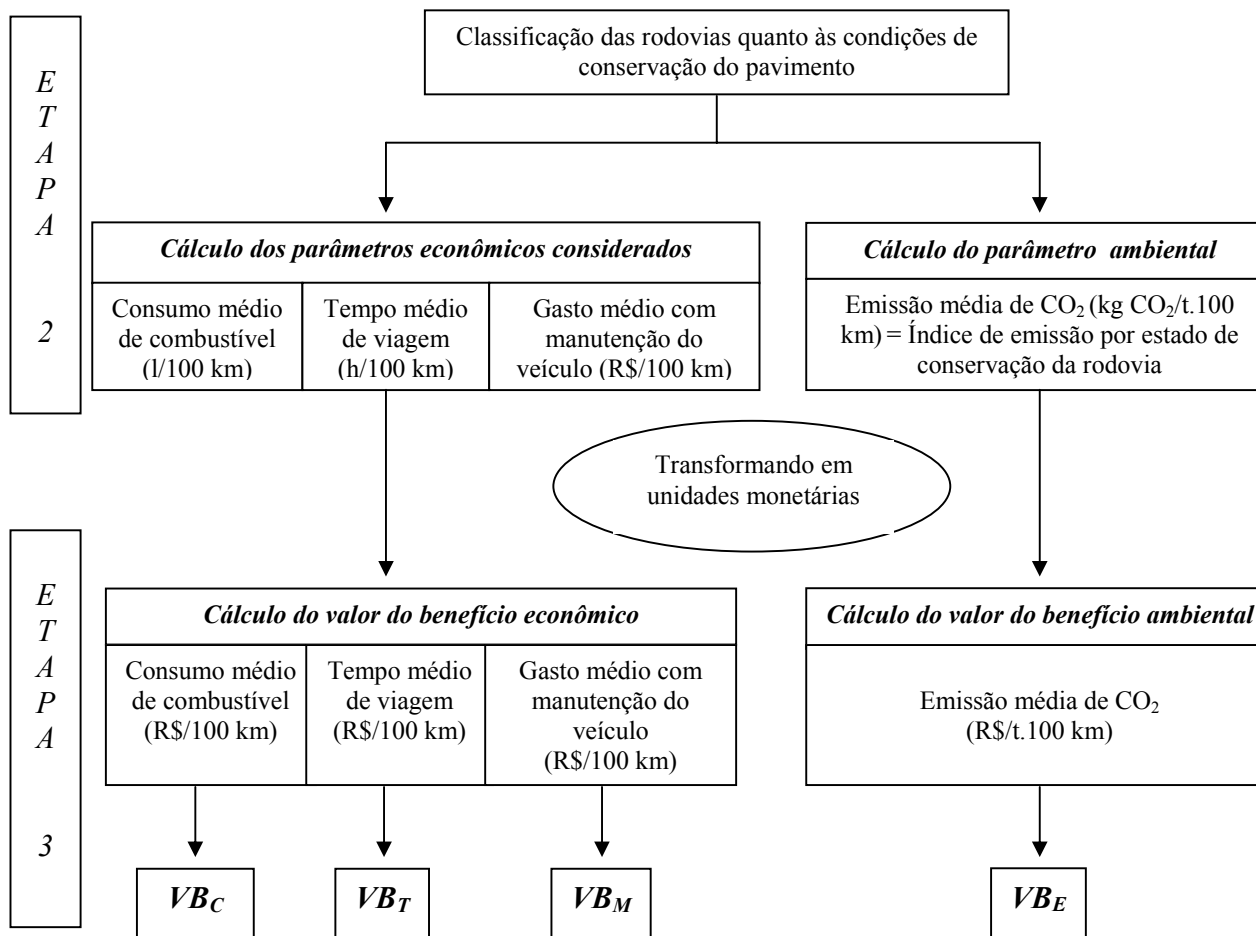 Classificação das rodovias quanto às condições de
conservação do pavimento
E
T
A
P
A
2
Cálculo dos parâmetros econômicos considerados
Consumo médio
de combustível
(l/100 km)
Tempo médio
de viagem
(h/100 km)
Gasto médio com
manutenção do
veículo (R$/100 km)
Cálculo do parâmetro ambiental
Emissão média de CO₂ (kg CO₂/t.100
km) = Índice de emissão por estado de
conservação da rodovia
Transformando em
unidades monetárias
E
T
A
P
A
3
Cálculo do valor do benefício econômico
Consumo médio
de combustível
(R$/100 km)
Tempo médio
de viagem
(R$/100 km)
Gasto médio com
manutenção do
veículo
(R$/100 km)
Cálculo do valor do benefício ambiental
Emissão média de CO₂
(R$/t.100 km)
VB_C
VB_T
VB_M
VB_E